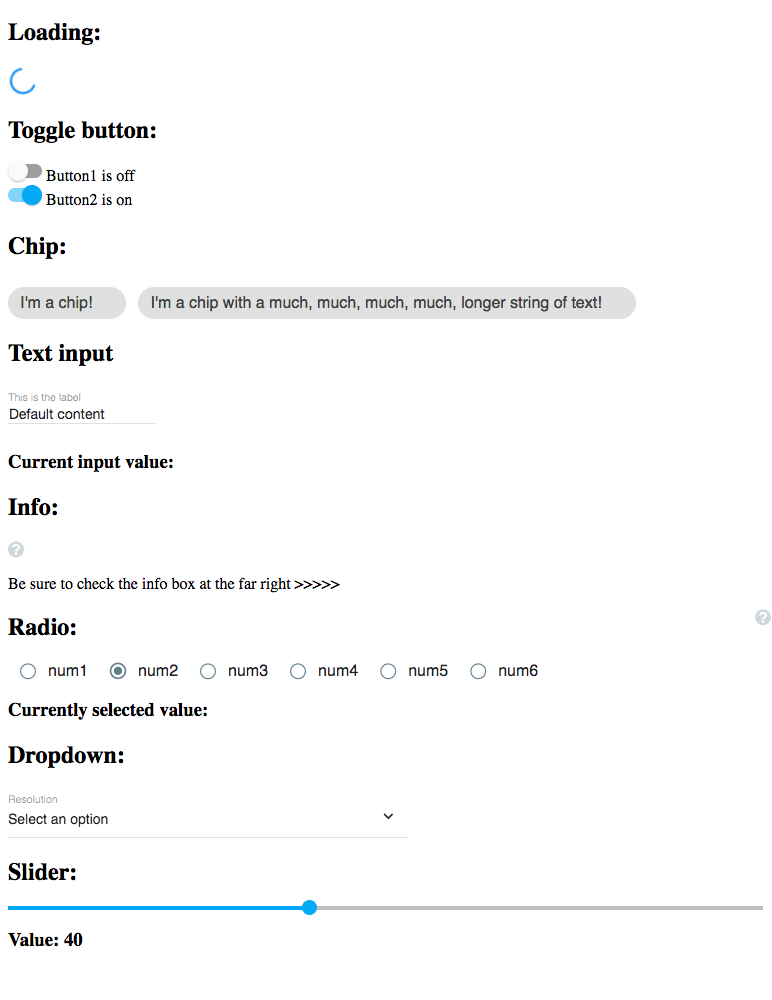 Loading:
Toggle button:
Button1 is off
Button2 is on
Chip:
I'm a chip! I'm a chip with a much, much, much, much, longer string of text!
Text input
This is the label
Default content
Current input value:
Info:
?
Be sure to check the info box at the far right >>>>>
?
Radio:
num1 num2 num3 num4 num5 num6
Currently selected value:
Dropdown:
Resolution
Select an option
Slider:
Value: 40